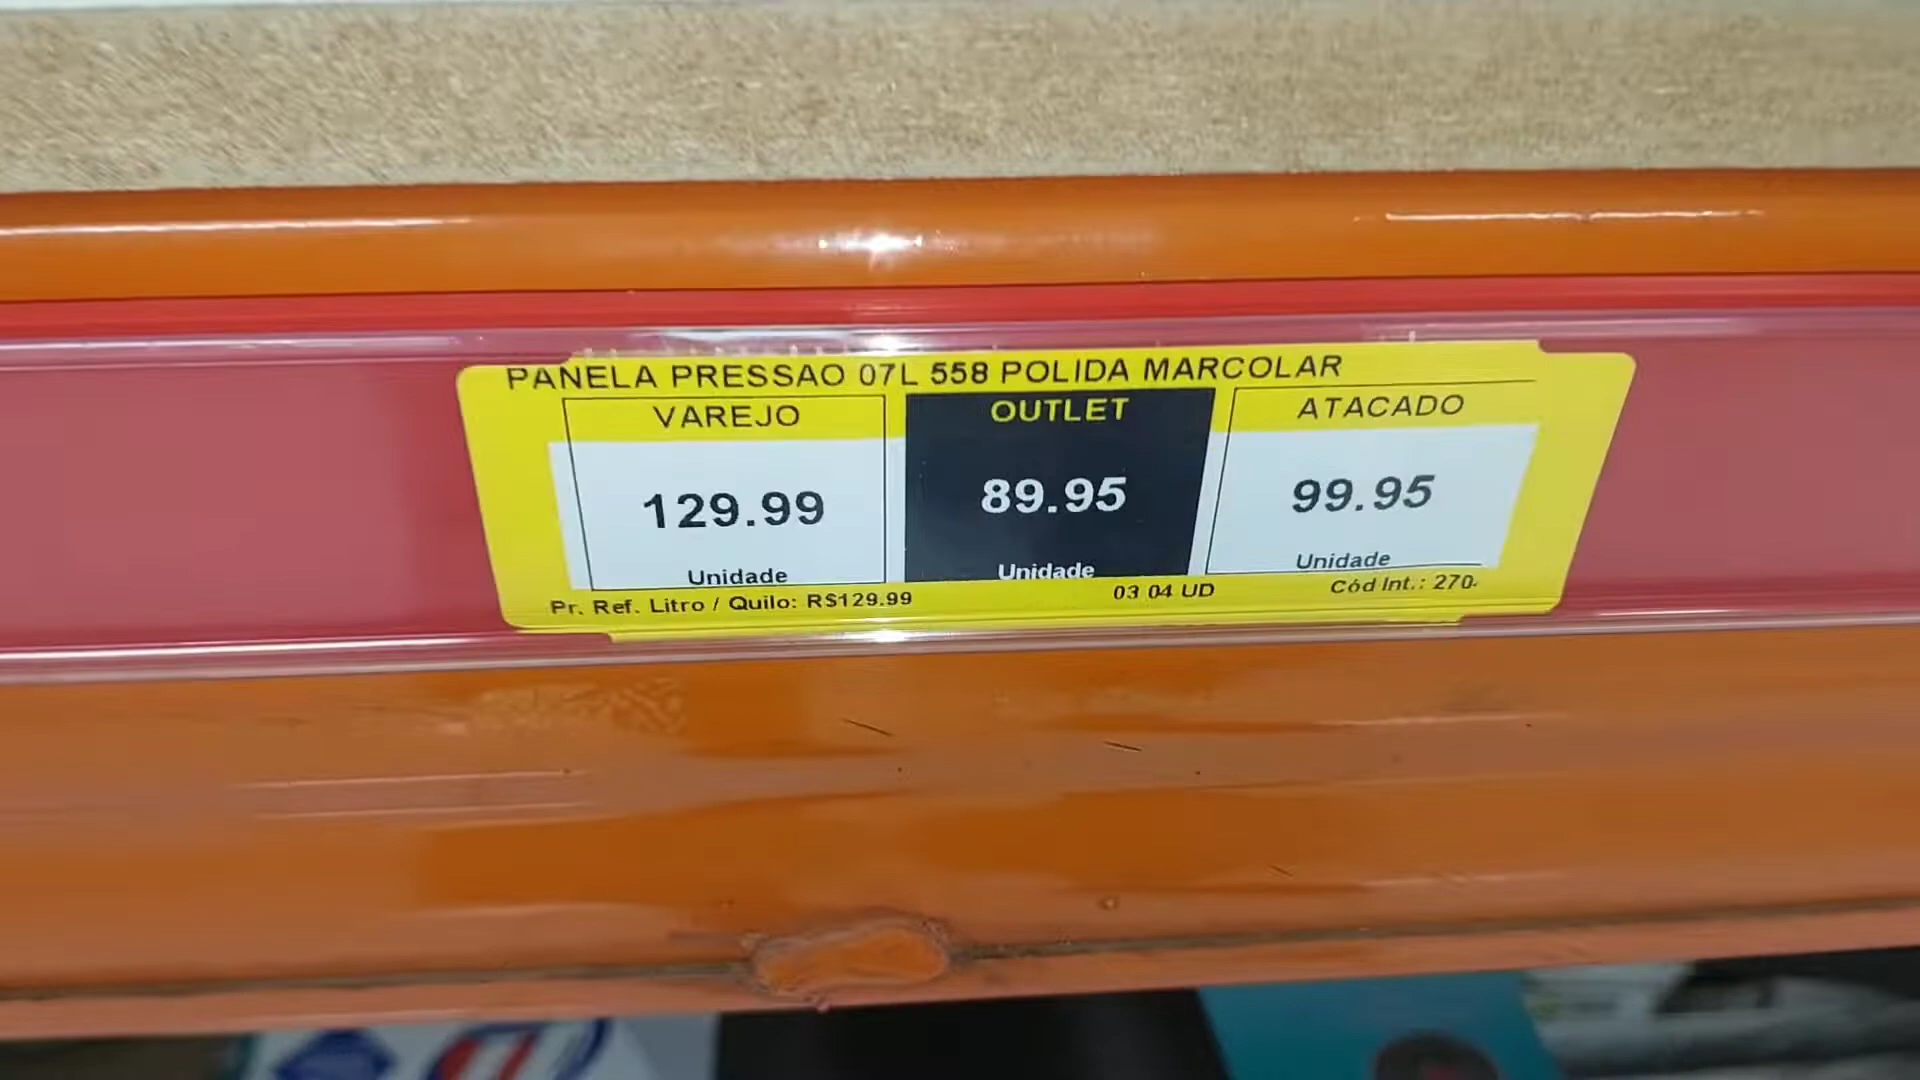 PANELA PRESSAO 07L 558 POLIDA MARCOLAR
VAREJO
129.99
Unidade
OUTLET
89.95
Unidade
ATACADO
99.95
Unidade
Pr. Ref. Litro / Quilo: R$129.99
03 04 UD
Cód Int.: 270